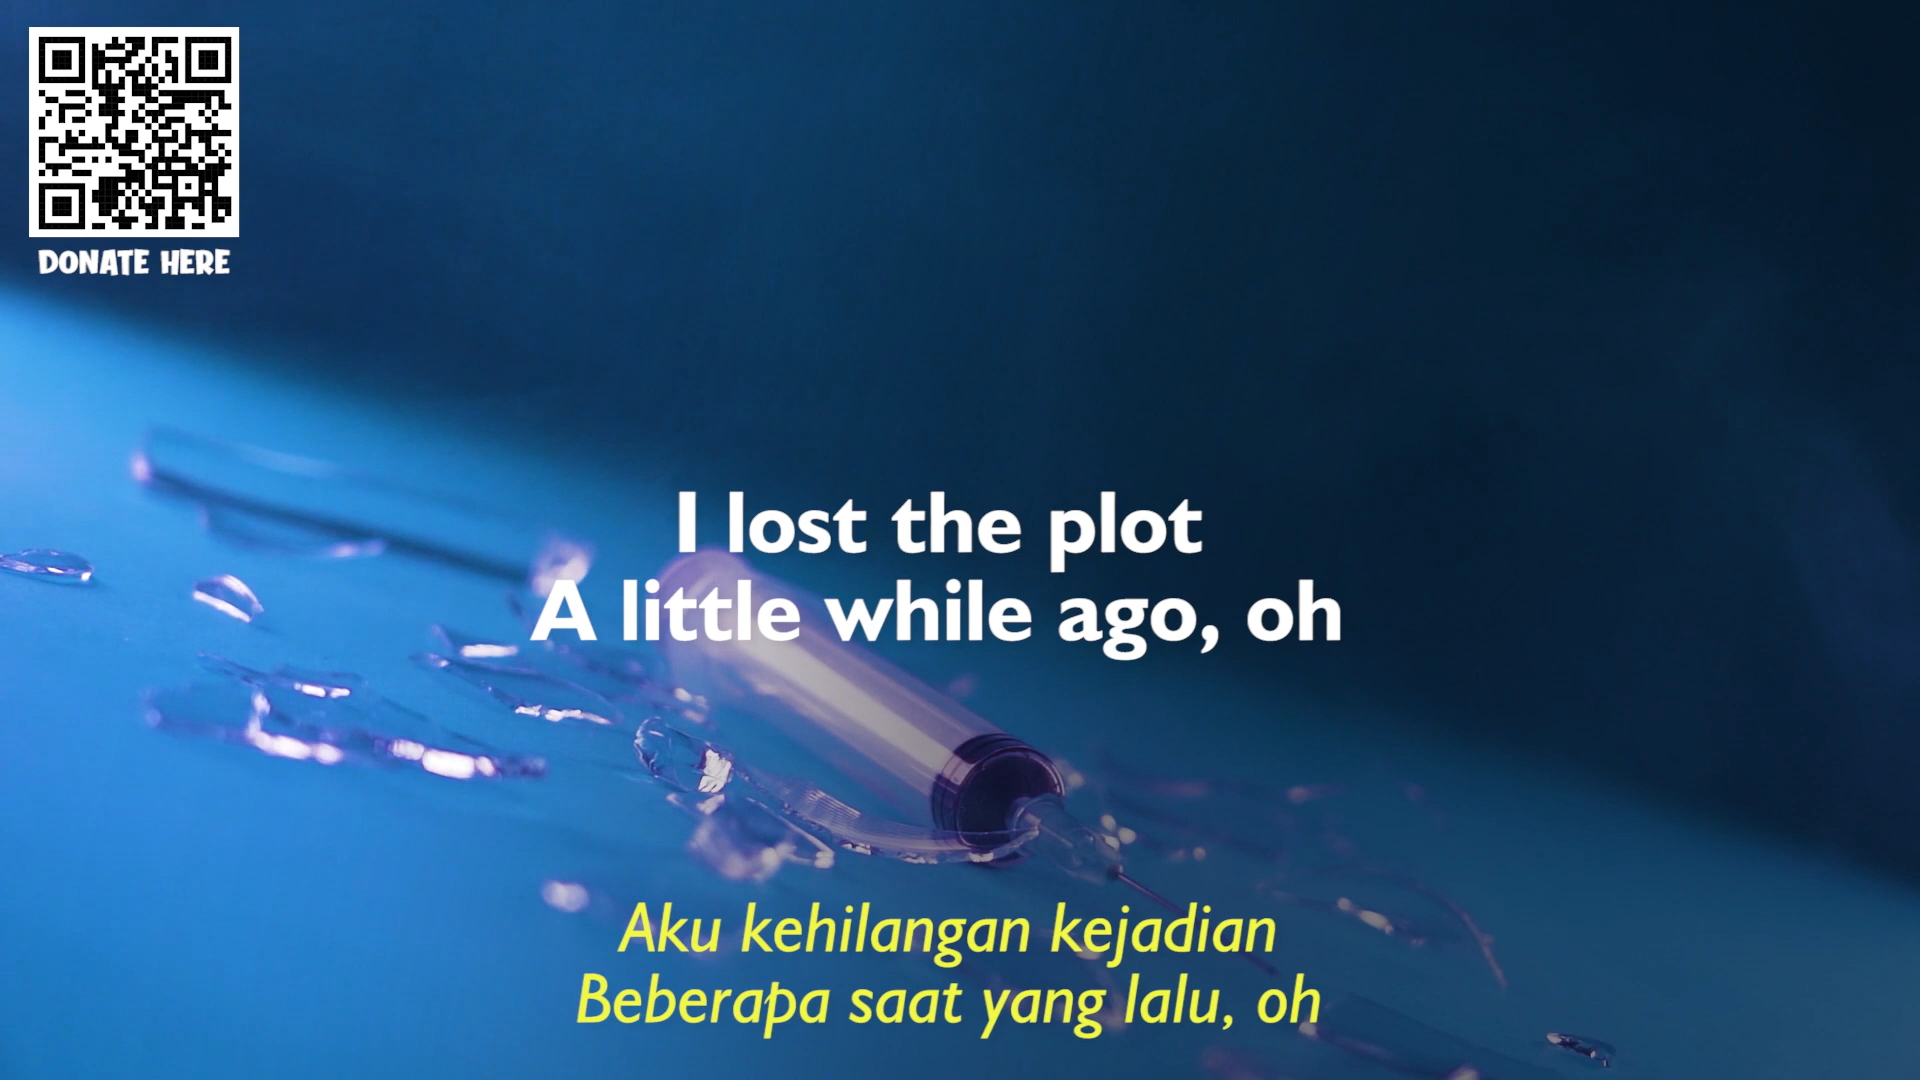 DONATE HERE
I lost the plot
A little while ago, oh
Aku kehilangan kejadian
Beberapa saat yang lalu, oh